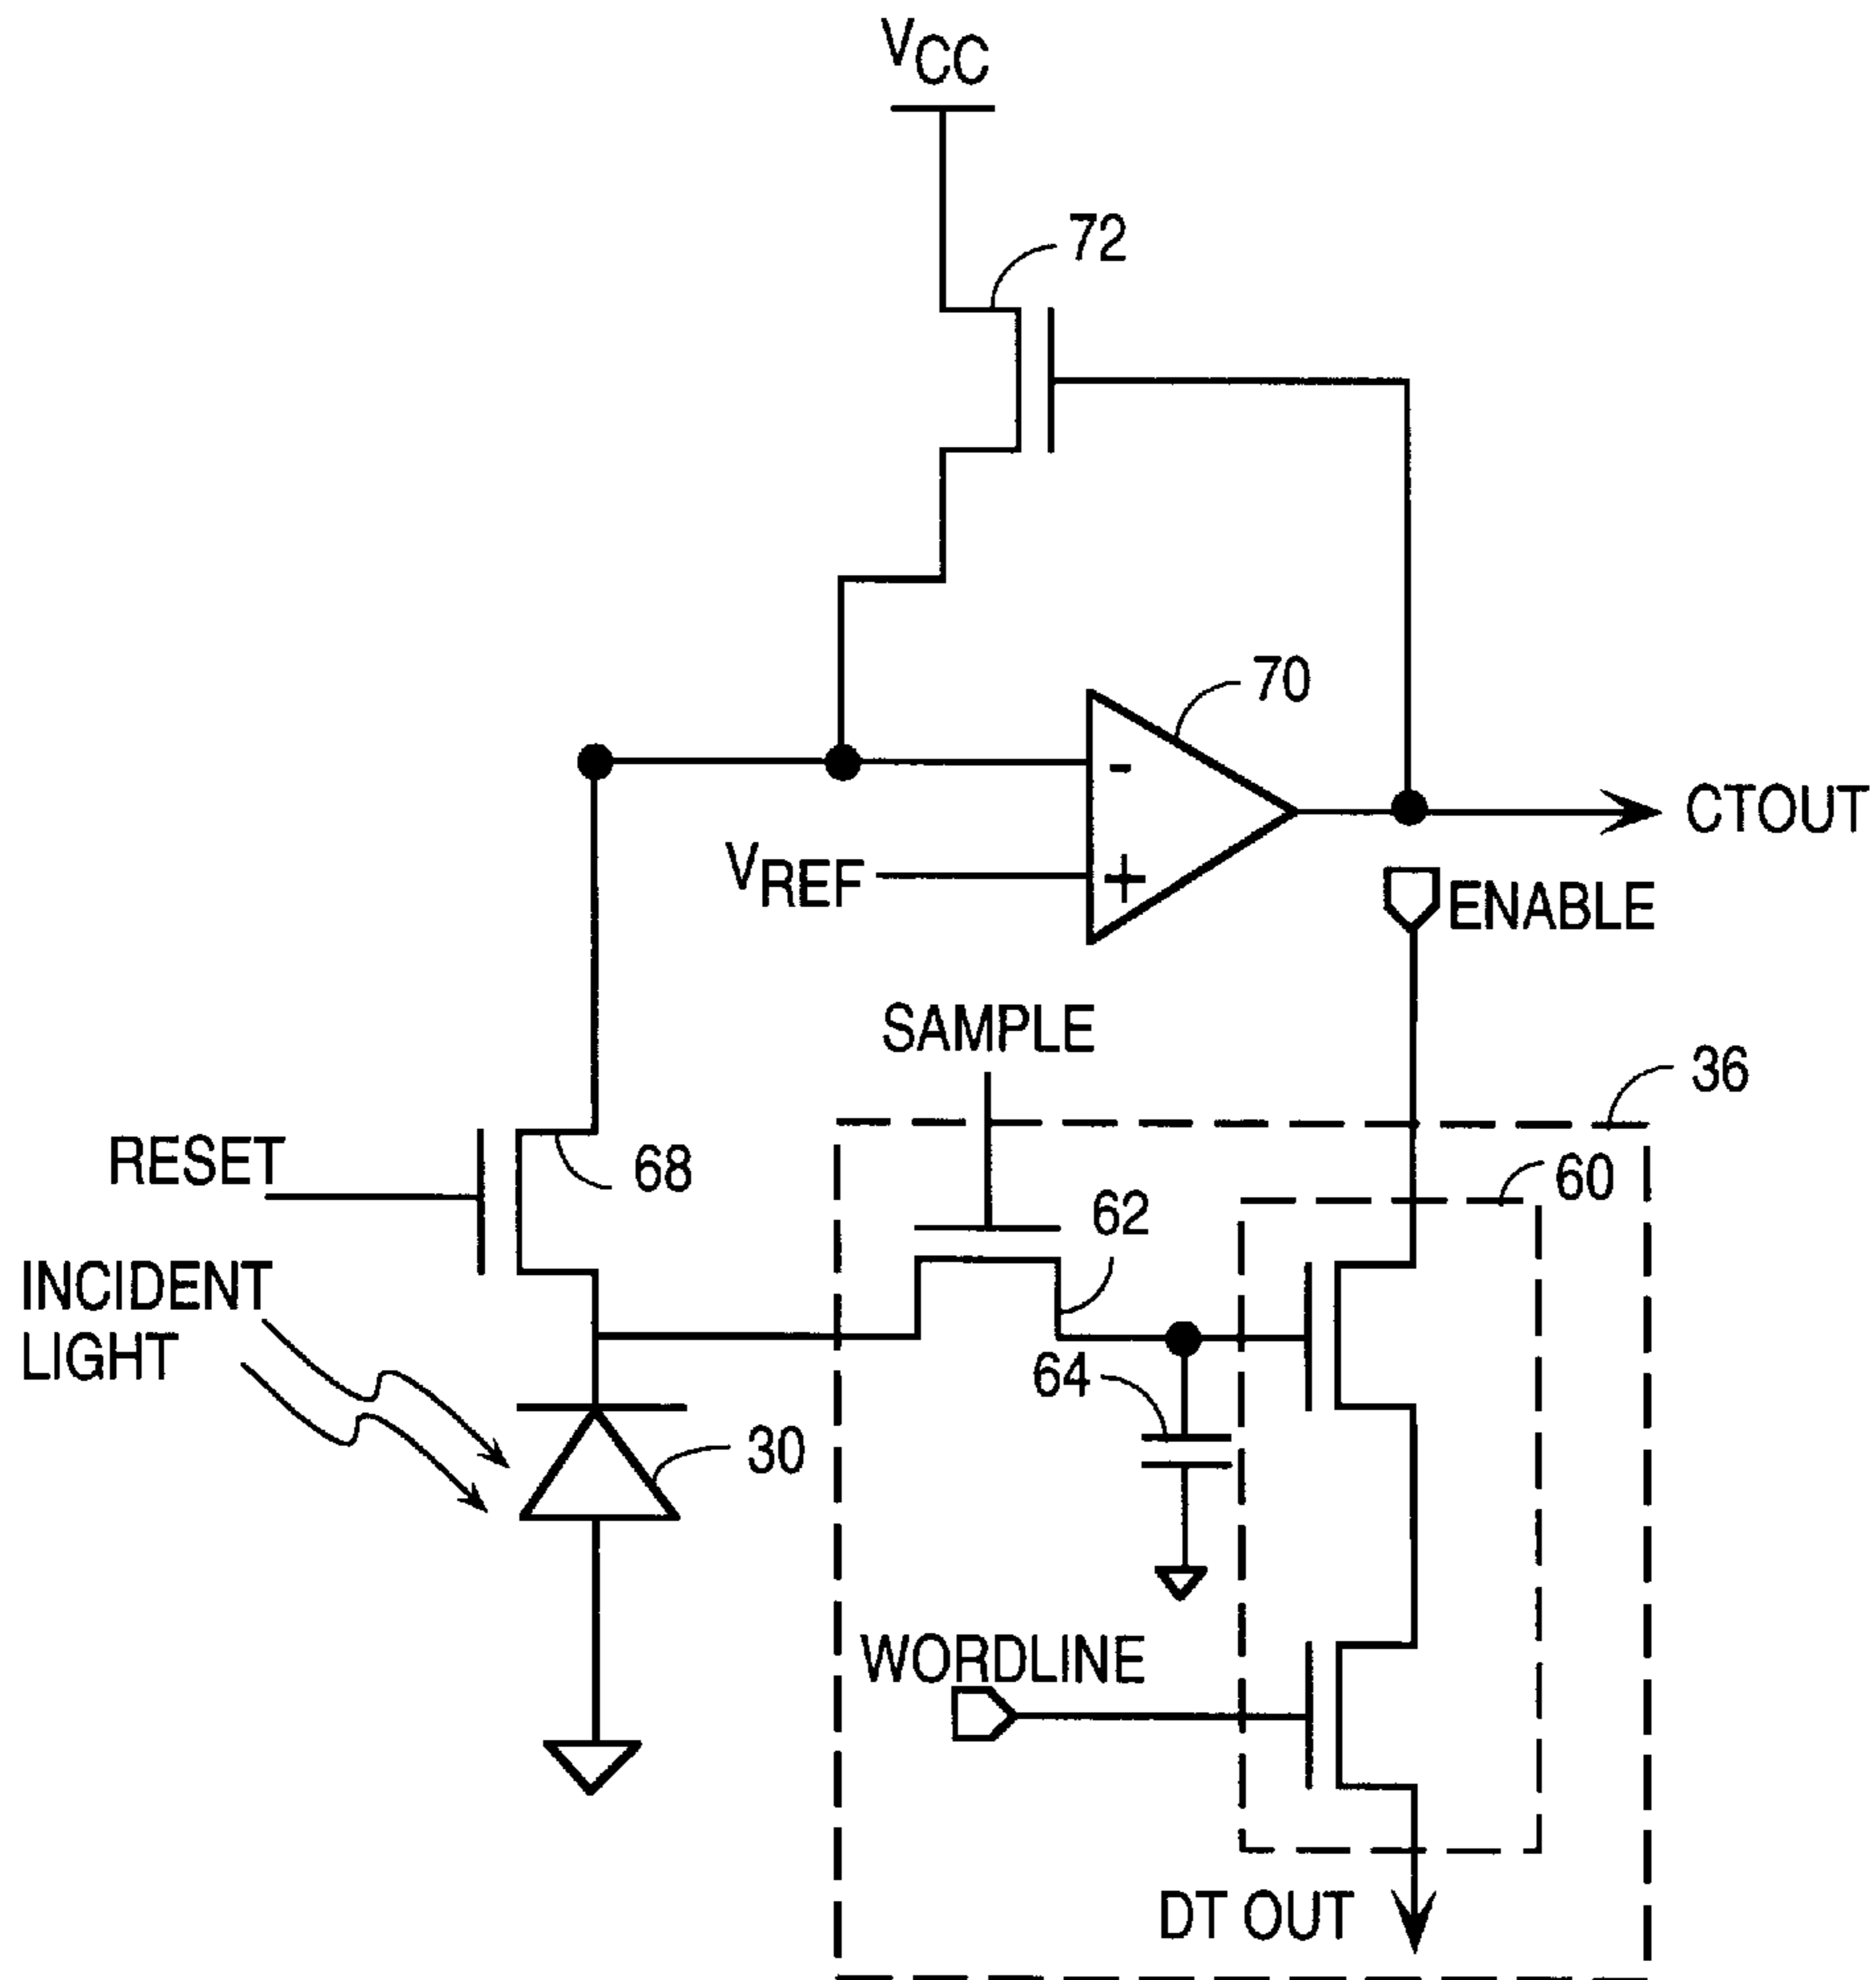 VCC
72
70
-
CTOUT
VREF
+
ENABLE
SAMPLE
36
RESET
68
60
62
INCIDENT
LIGHT
64
30
WORDLINE
DT OUT